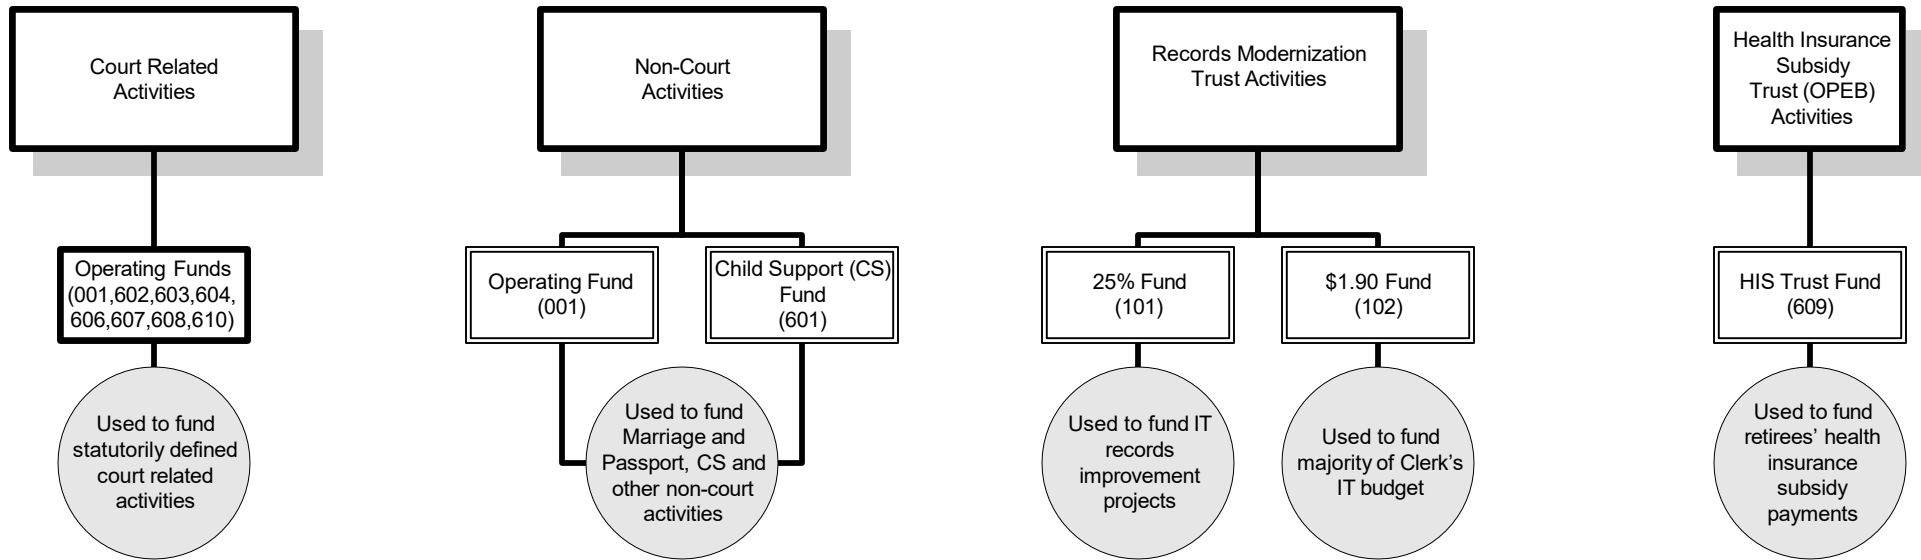 Court Related
Activities
Non-Court
Activities
Records Modernization
Trust Activities
Health Insurance
Subsidy
Trust (OPEB)
Activities
Operating Funds
(001,602,603,604,
606,607,608,610)
Operating Fund
(001)
Child Support (CS)
Fund
(601)
25% Fund
(101)
$1.90 Fund
(102)
HIS Trust Fund
(609)
Used to fund
statutorily defined
court related
activities
Used to fund
Marriage and
Passport, CS and
other non-court
activities
Used to fund IT
records
improvement
projects
Used to fund
majority of Clerk’s
IT budget
Used to fund
retirees’ health
insurance
subsidy
payments